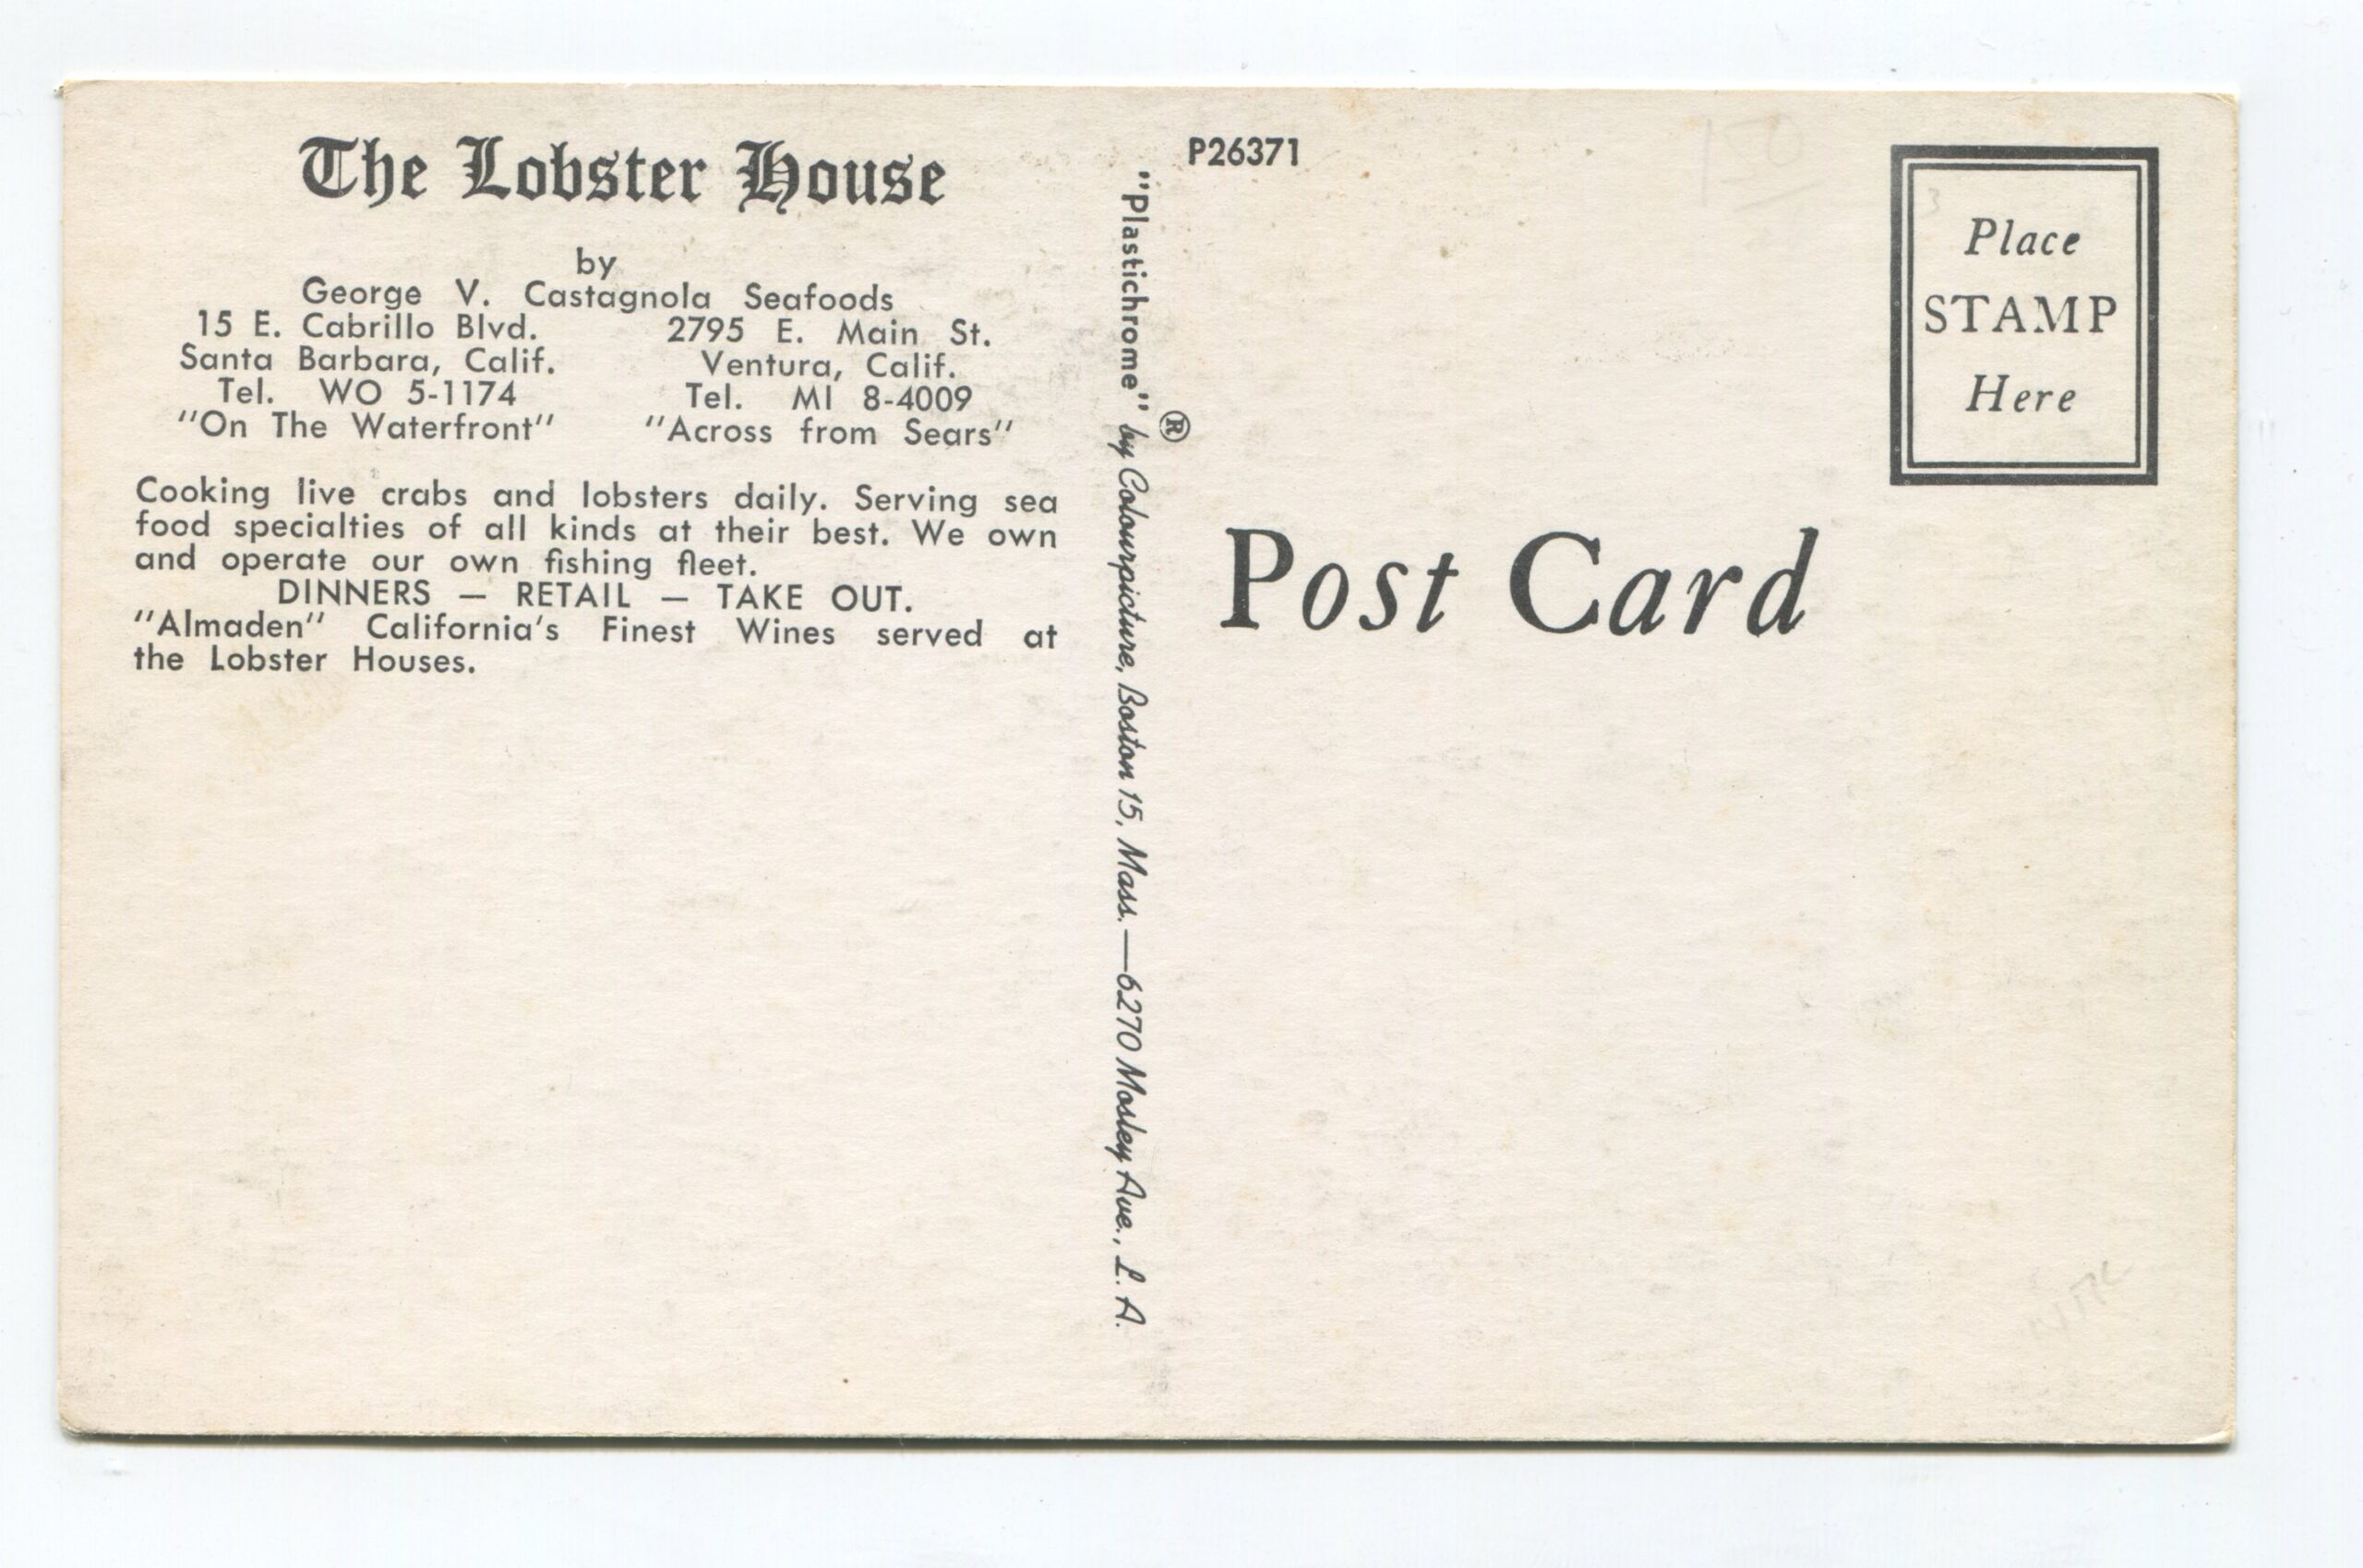 The Lobster House
by
George V. Castagnola Seafoods
15 E. Cabrillo Blvd.
Santa Barbara, Calif.
Tel. WO 5-1174
"On The Waterfront"
2795 E. Main St.
Ventura, Calif.
Tel. MI 8-4009
"Across from Sears"
Cooking live crabs and lobsters daily. Serving sea
food specialties of all kinds at their best. We own
and operate our own fishing fleet.
DINNERS — RETAIL — TAKE OUT.
"Almaden" California's Finest Wines served at
the Lobster Houses.
"Plastichrome" ® by Colourpicture, Boston 15, Mass.—6270 Mosley Ave., L. A.
P26371
Place
STAMP
Here
Post Card